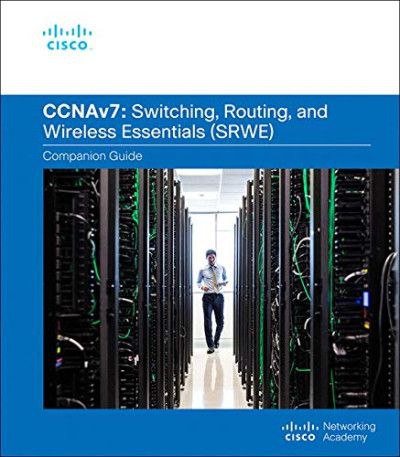 CISCO
CCNAv7: Switching, Routing, and
Wireless Essentials (SRWE)
Companion Guide
CISCO
Networking
Academy